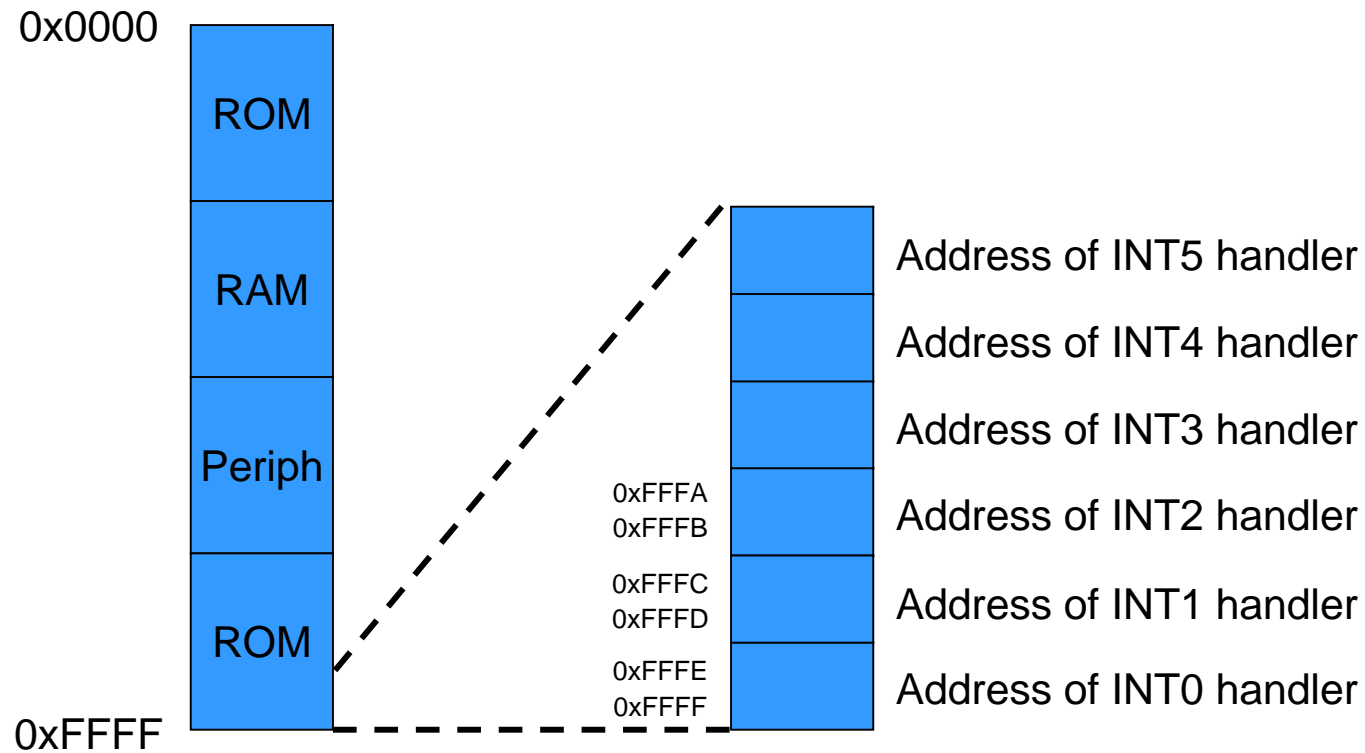 0x0000
ROM
RAM
Periph
ROM
0xFFFF
Address of INT5 handler
Address of INT4 handler
Address of INT3 handler
0xFFFA
0xFFFB
Address of INT2 handler
0xFFFC
0xFFFD
Address of INT1 handler
0xFFFE
0xFFFF
Address of INT0 handler